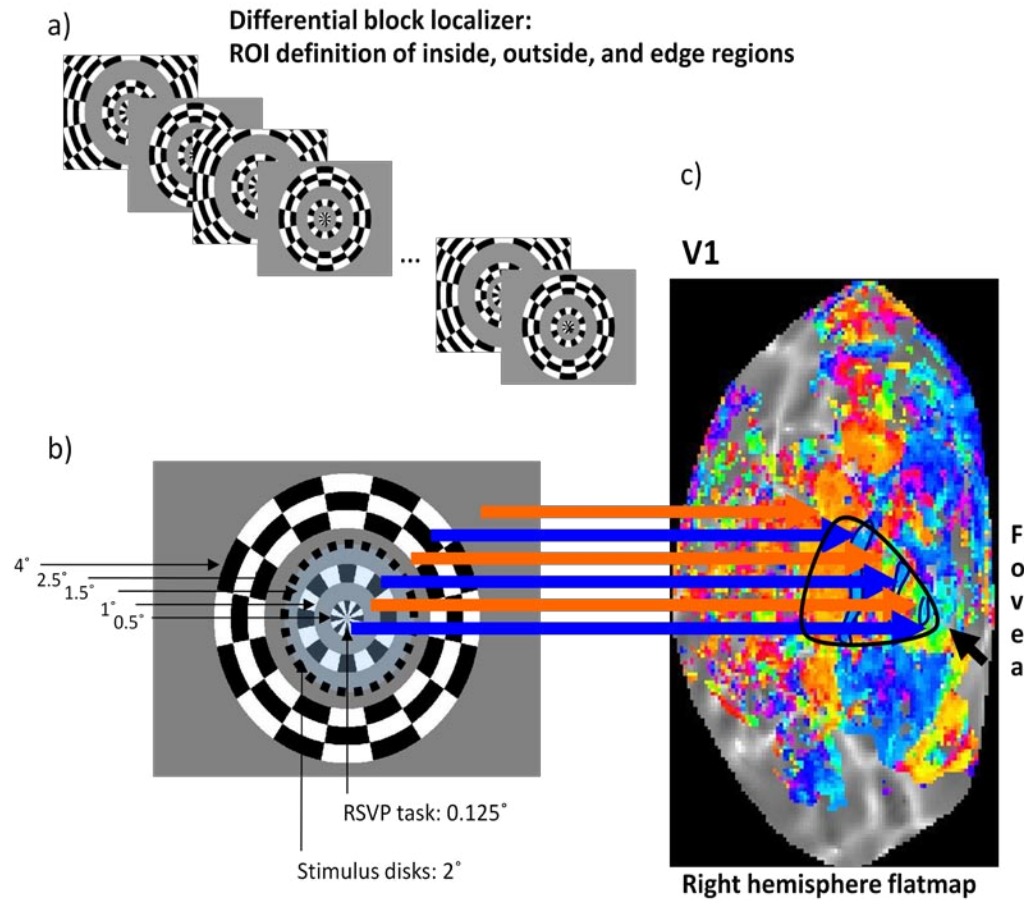 a)
Differential block localizer:
ROI definition of inside, outside, and edge regions
...
c)
V1
b)
4°
2.5°
1.5°
1°
0.5°
RSVP task: 0.125°
Stimulus disks: 2°
Fovea
Right hemisphere flatmap